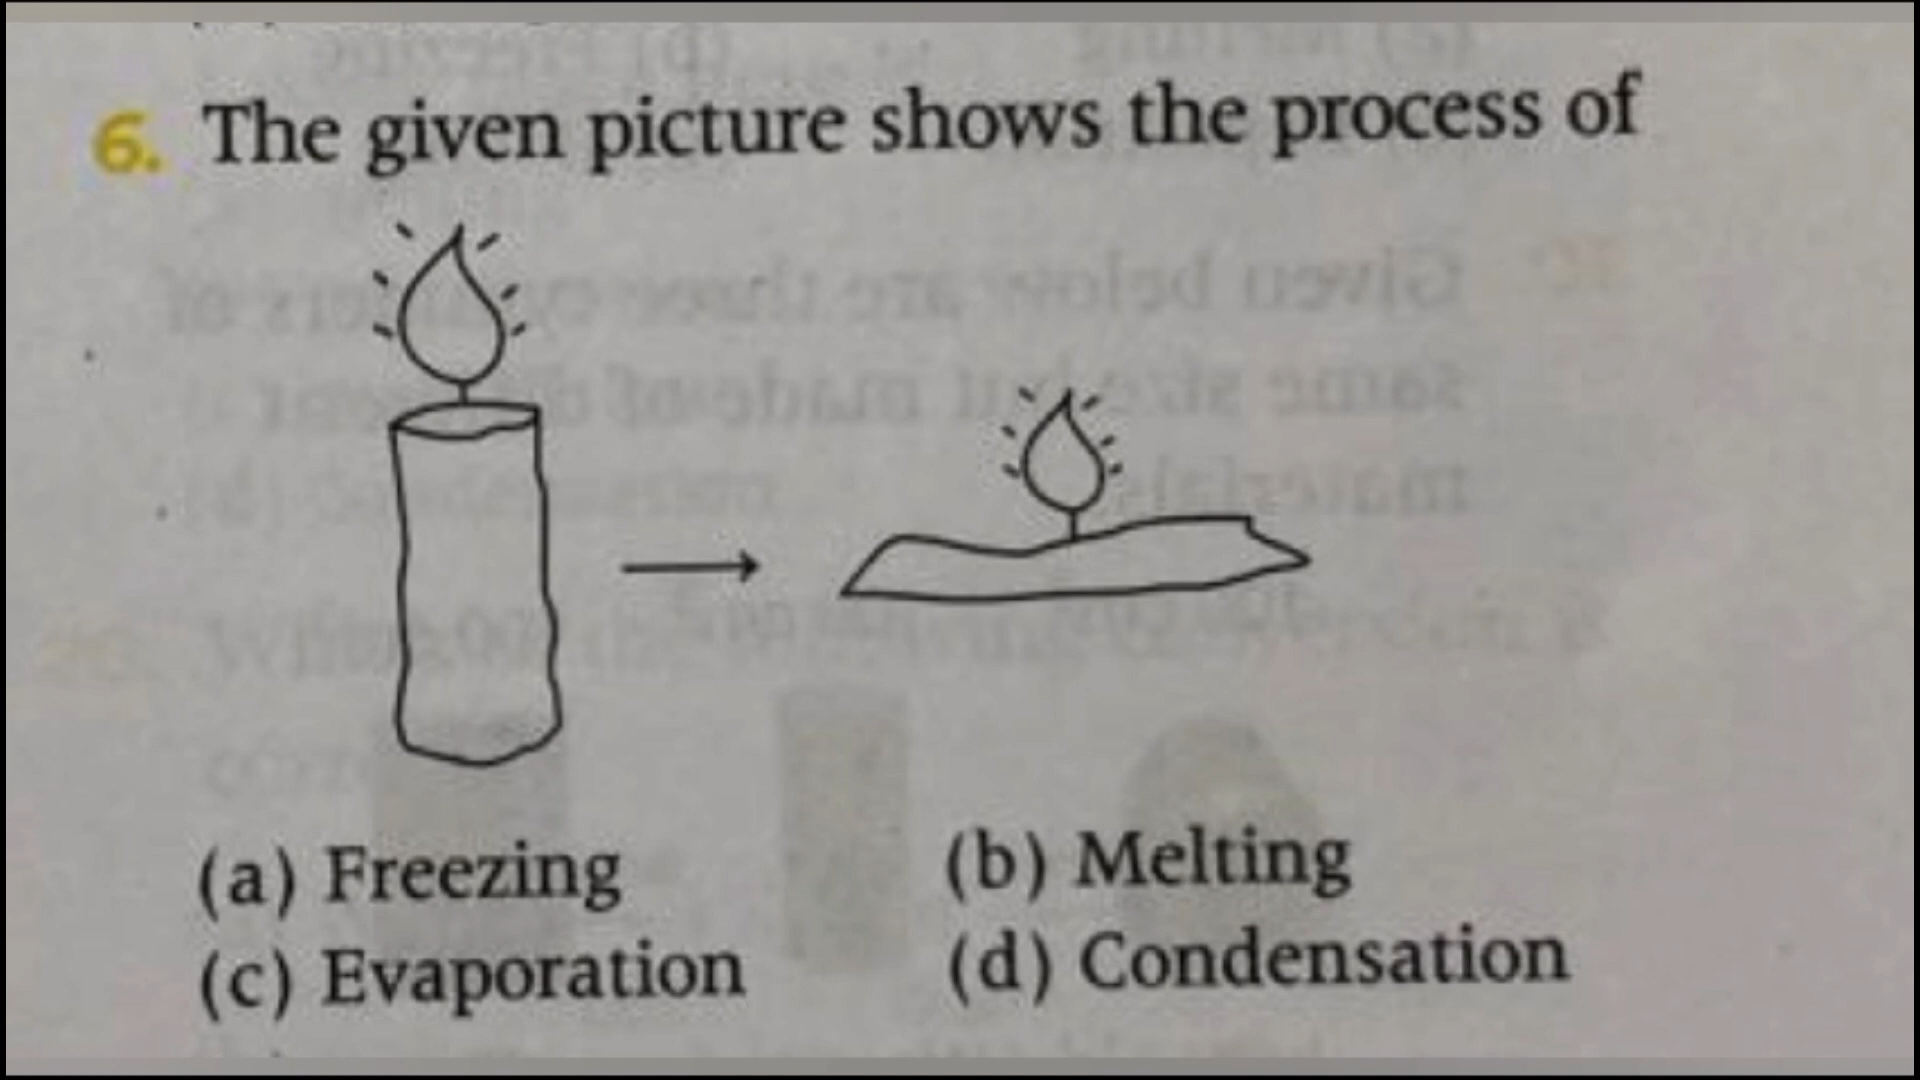 6. The given picture shows the process of
(a) Freezing (b) Melting
(c) Evaporation (d) Condensation